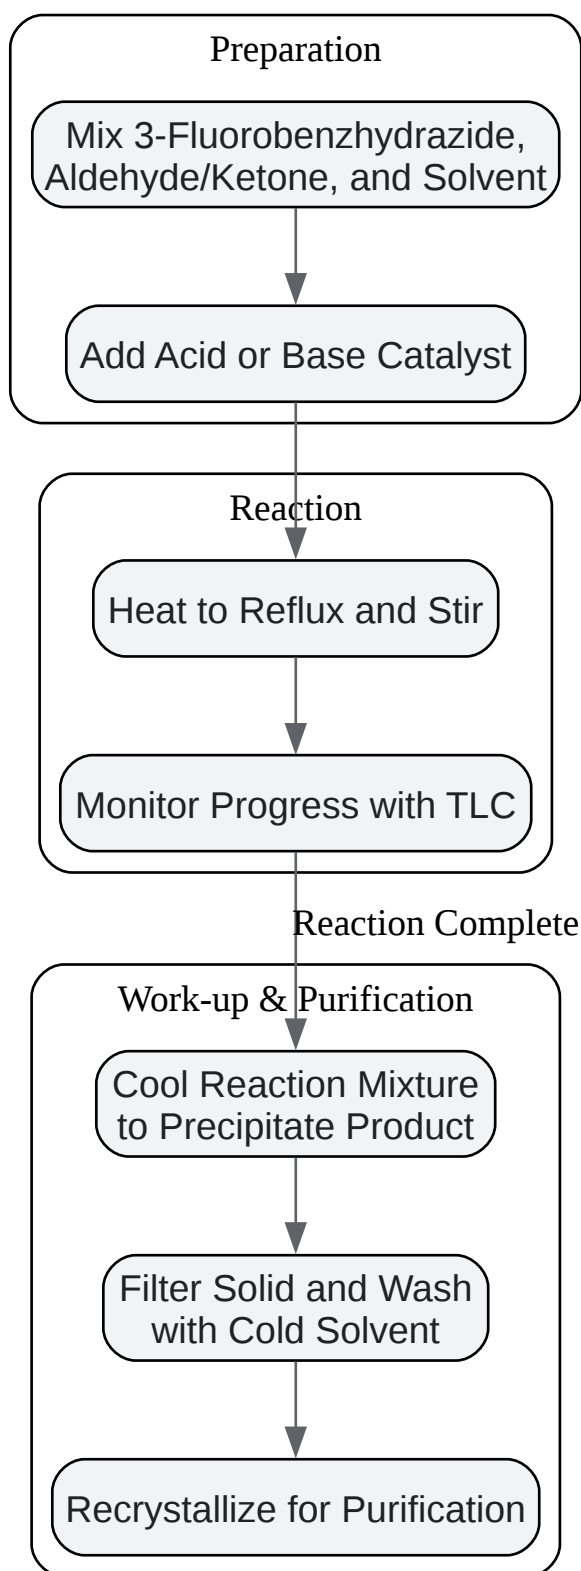 Preparation
Mix 3-Fluorobenzhydrazide,
Aldehyde/Ketone, and Solvent
Add Acid or Base Catalyst
Reaction
Heat to Reflux and Stir
Monitor Progress with TLC
Reaction Complete
Work-up & Purification
Cool Reaction Mixture
to Precipitate Product
Filter Solid and Wash
with Cold Solvent
Recrystallize for Purification